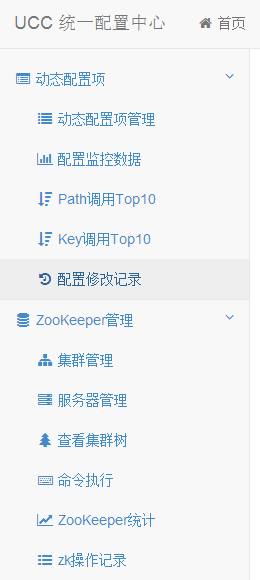 UCC 统一配置中心 首页
动态配置项
动态配置项管理
配置监控数据
Path调用Top10
Key调用Top10
配置修改记录
ZooKeeper管理
集群管理
服务器管理
查看集群树
命令执行
ZooKeeper统计
zk操作记录